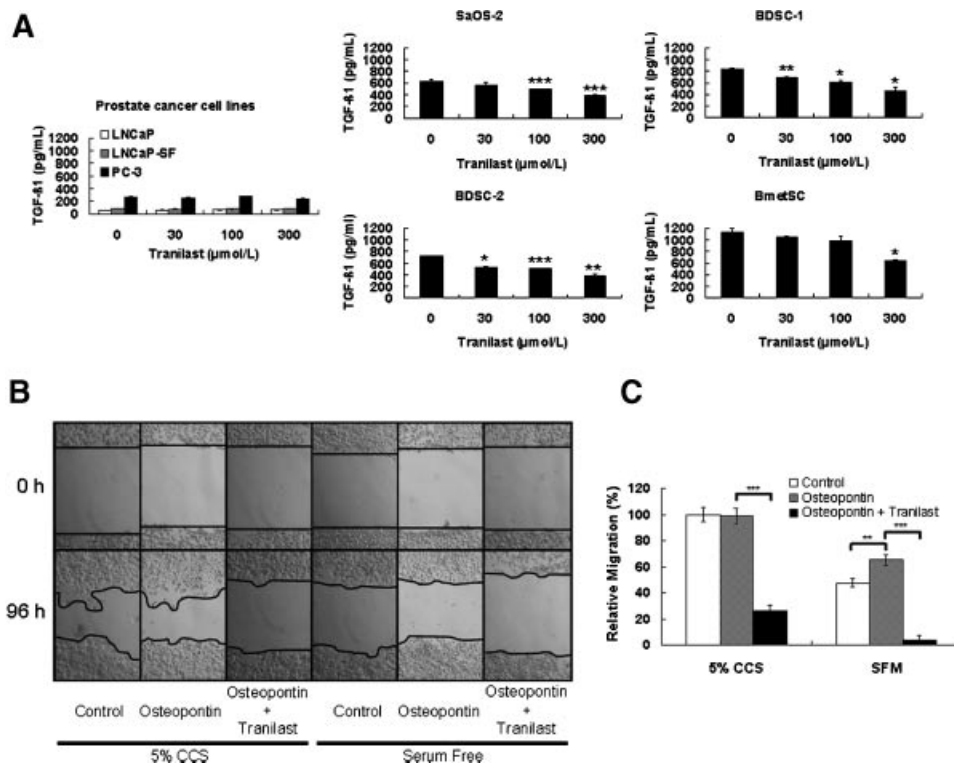 A
Prostate cancer cell lines
LNCaP
LNCaP-SF
PC-3
TGF-ß1 (pg/mL)
1200
1000
800
600
400
200
0
0 30 100 300
Tranilast (µmol/L)
SaOS-2
TGF-ß1 (pg/mL)
1200
1000
800
600
400
200
0
*** ***
0 30 100 300
Tranilast (µmol/L)
BDSC-1
TGF-ß1 (pg/mL)
1200
1000
800
600
400
200
0
** * *
0 30 100 300
Tranilast (µmol/L)
BDSC-2
TGF-ß1 (pg/ml)
1200
1000
800
600
400
200
0
* *** **
0 30 100 300
Tranilast (µmol/L)
BmetSC
TGF-ß1 (pg/mL)
1200
1000
800
600
400
200
0
*
0 30 100 300
Tranilast (µmol/L)
B
0 h
96 h
Control Osteopontin Osteopontin + Tranilast Control Osteopontin Osteopontin + Tranilast
5% CCS Serum Free
C
Control
Osteopontin
Osteopontin + Tranilast
Relative Migration (%)
120
100
80
60
40
20
0
*** ** ***
5% CCS SFM